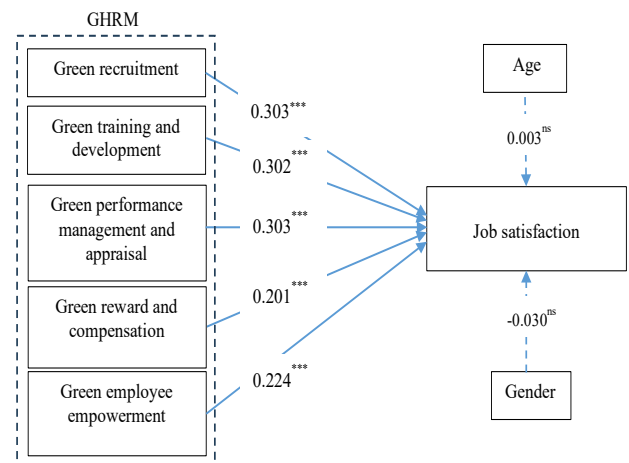 GHRM
Green recruitment
Green training and
development
Green performance
management and
appraisal
Green reward and
compensation
Green employee
empowerment
0.303***
0.302***
0.303***
0.201***
0.224***
Age
0.003ns
Job satisfaction
-0.030ns
Gender